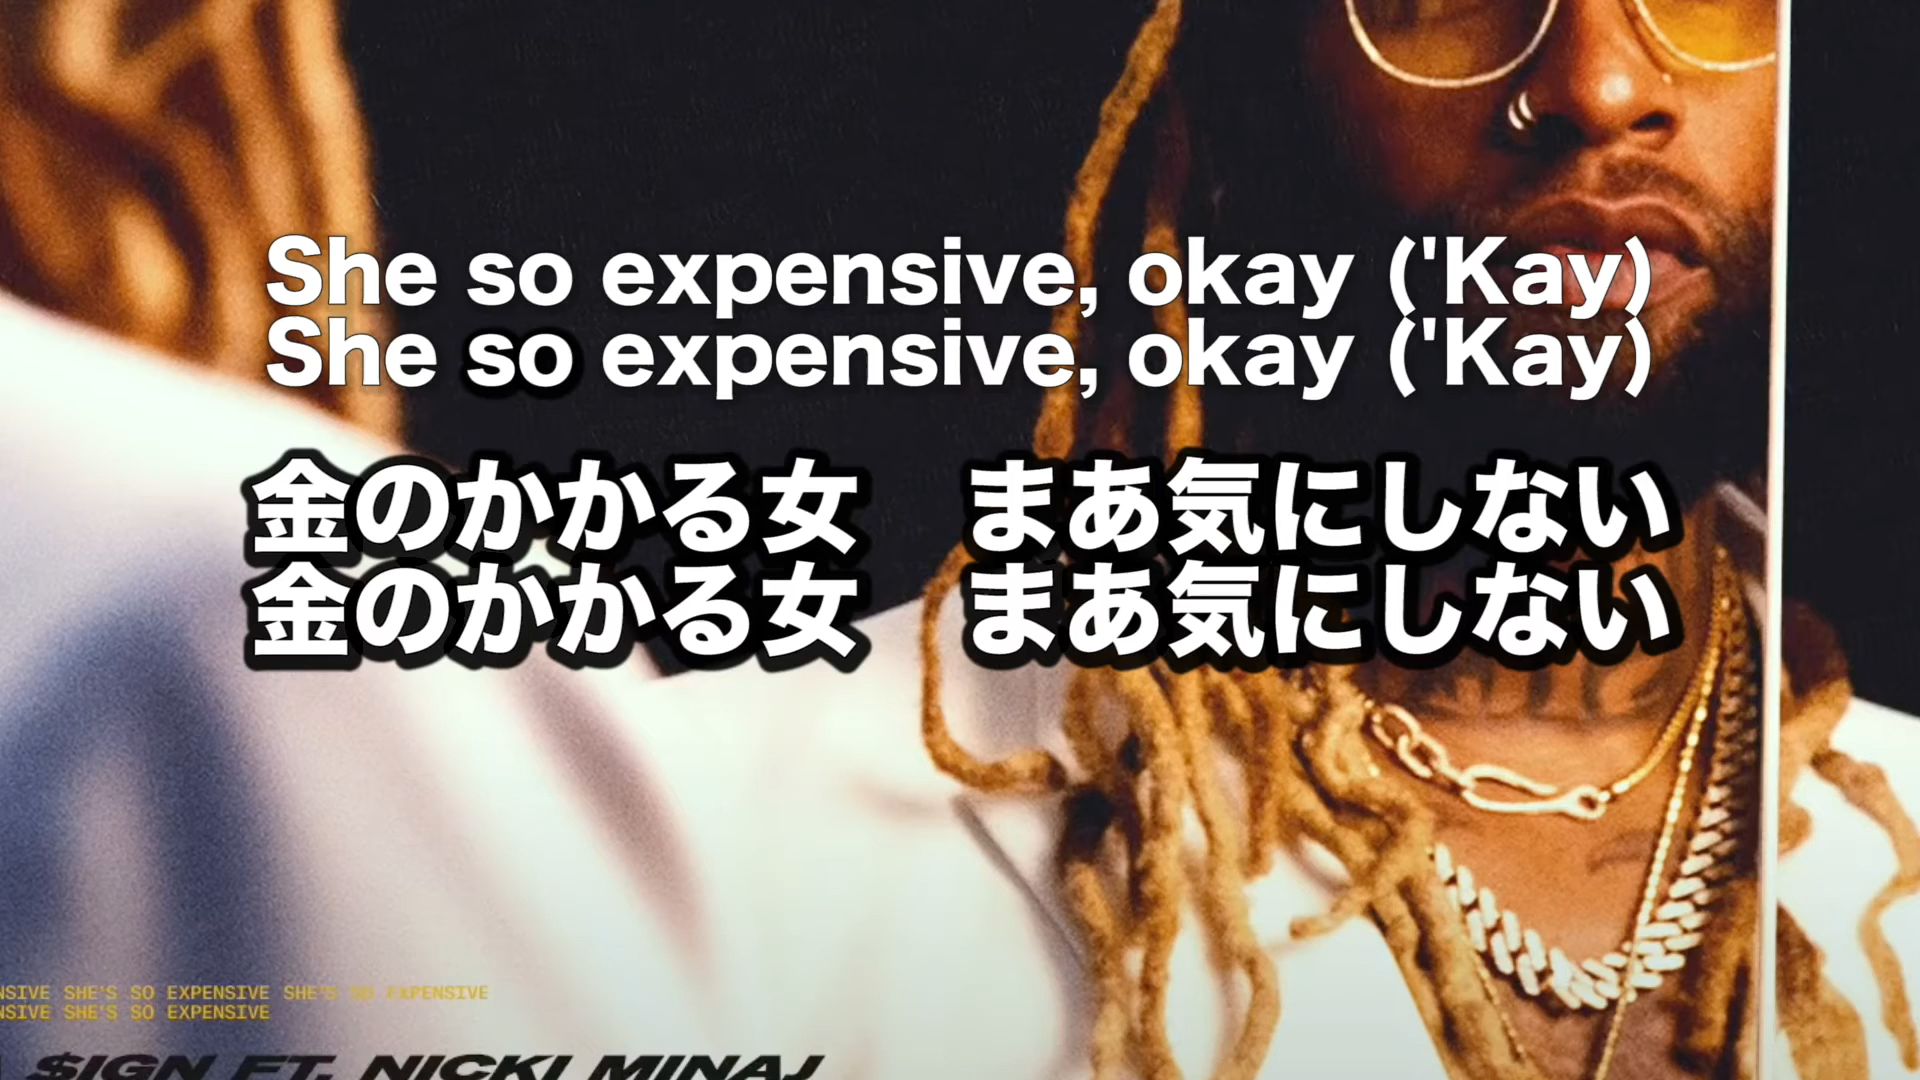 She so expensive, okay ('Kay)
She so expensive, okay ('Kay)
金のかかる女　まあ気にしない
金のかかる女　まあ気にしない
NSIVE SHE'S SO EXPENSIVE SHE'S SO EXPENSIVE
NSIVE SHE'S SO EXPENSIVE
$IGN FT. NICKI MINAJ